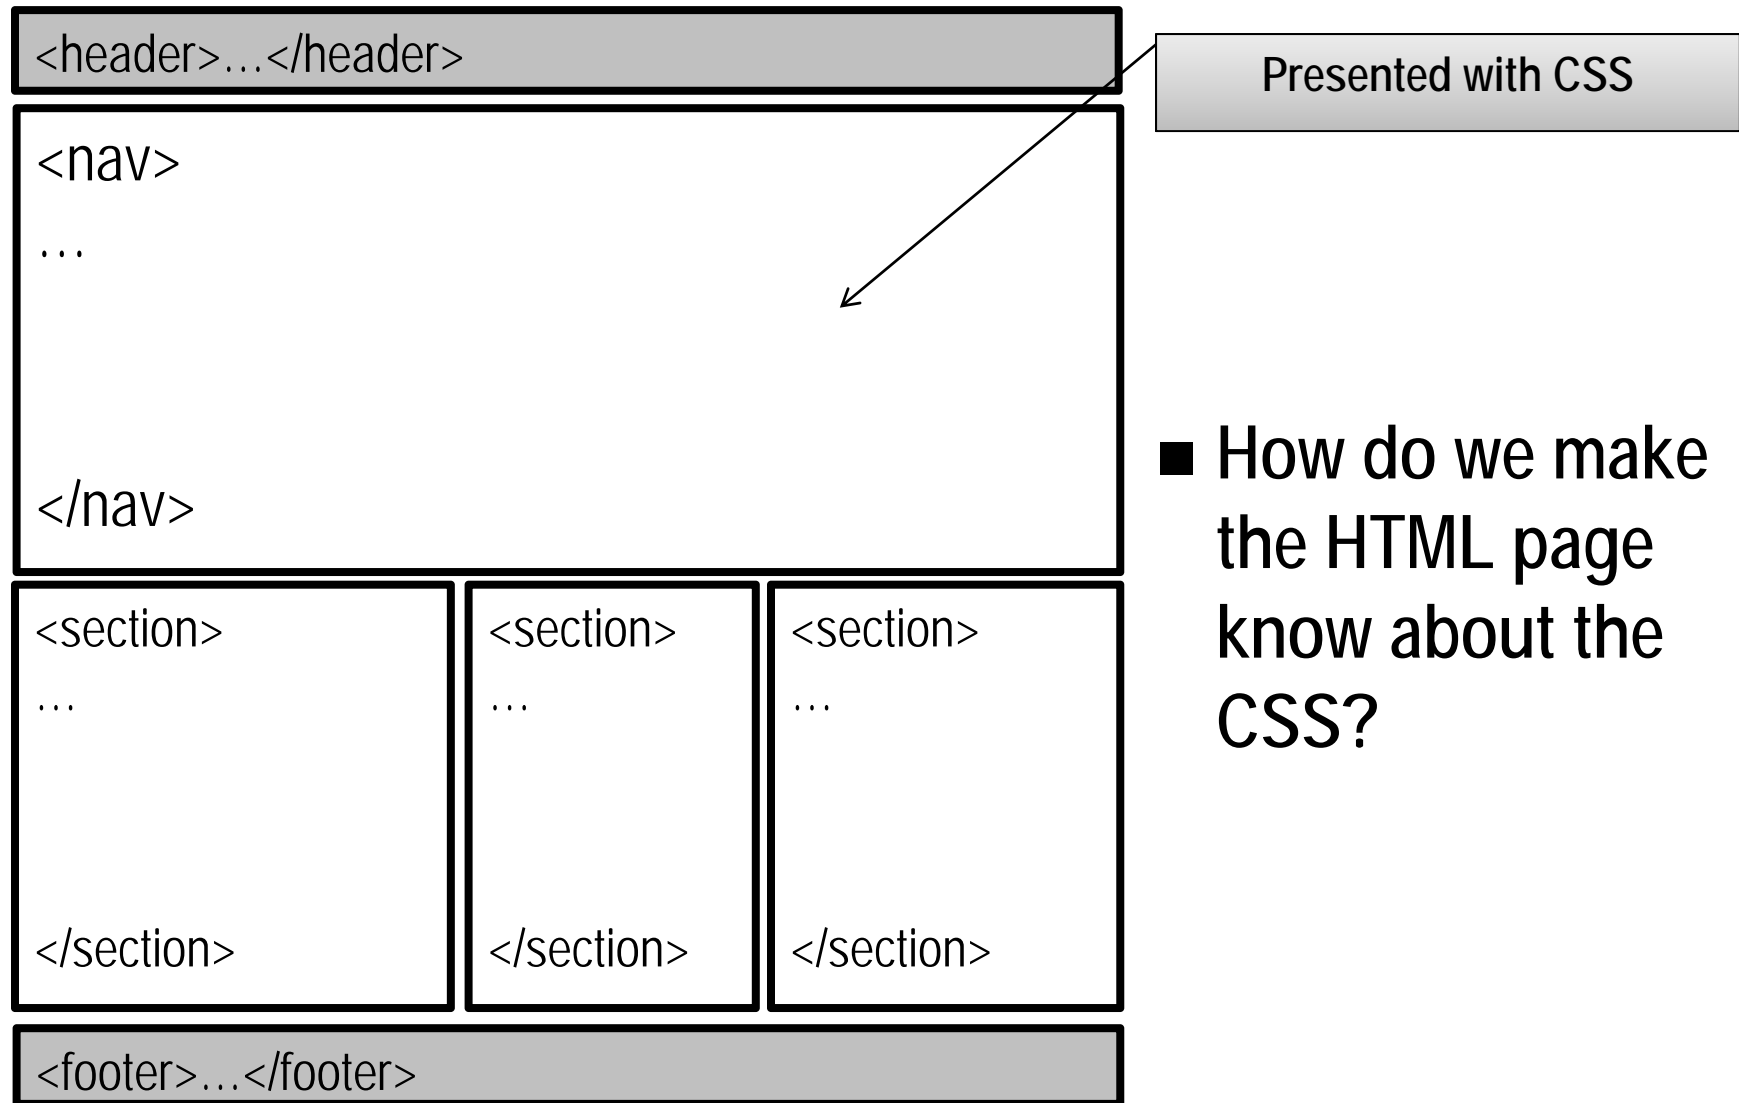 <header>…</header>
Presented with CSS
<nav>
…
</nav>
<section>
…
</section>
<section>
…
</section>
<section>
…
</section>
<footer>…</footer>
■ How do we make
the HTML page
know about the
CSS?